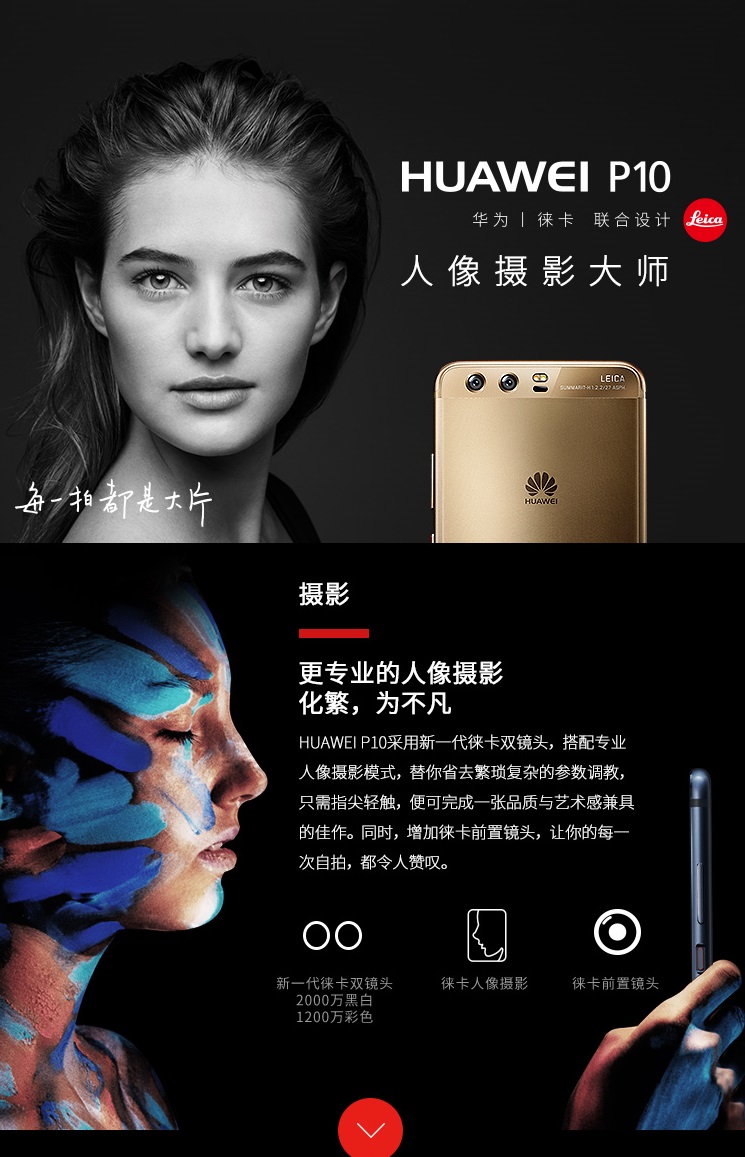 HUAWEI P10
华为丨徕卡 联合设计
Leica
人像摄影大师
LEICA
SUMMARIT-H 1:2.2/27 ASPH.
HUAWEI
每一拍都是大片
摄影
更专业的人像摄影
化繁，为不凡
HUAWEI P10采用新一代徕卡双镜头，搭配专业
人像摄影模式，替你省去繁琐复杂的参数调教，
只需指尖轻触，便可完成一张品质与艺术感兼具
的佳作。同时，增加徕卡前置镜头，让你的每一
次自拍，都令人赞叹。
新一代徕卡双镜头
2000万黑白
1200万彩色
徕卡人像摄影
徕卡前置镜头